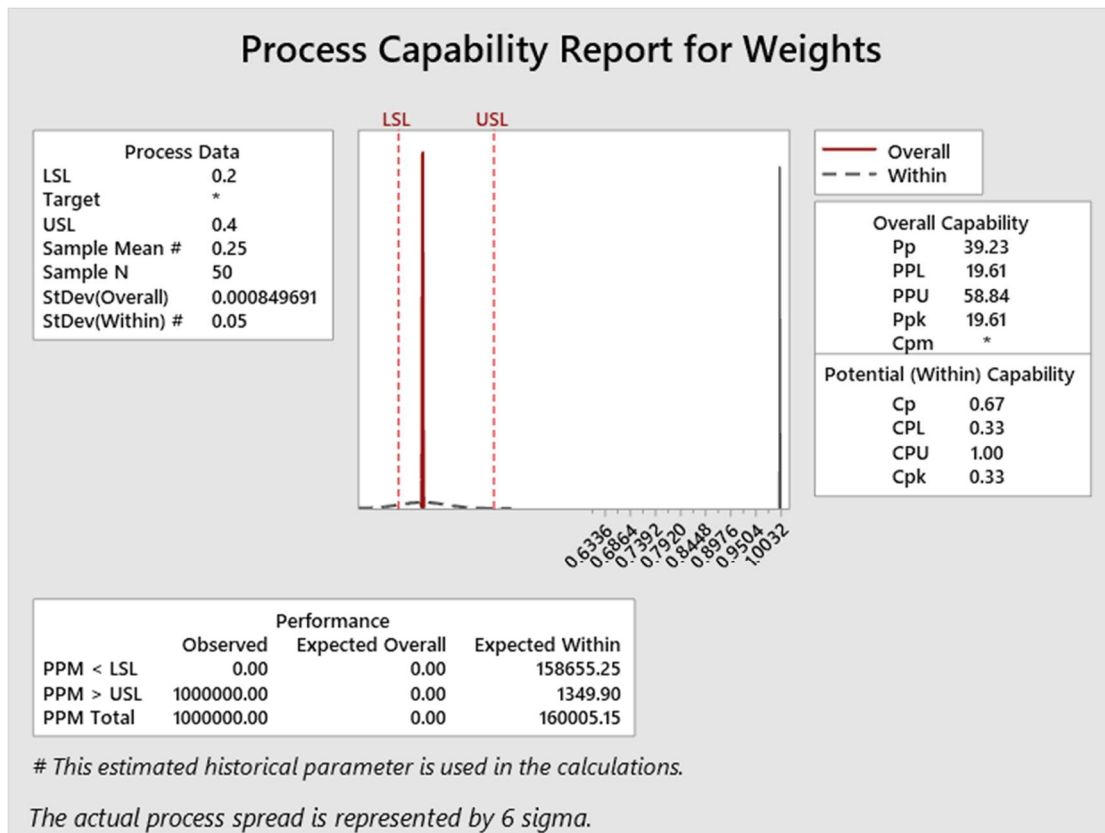 Process Capability Report for Weights
LSL USL
Process Data
LSL 0.2
Target *
USL 0.4
Sample Mean # 0.25
Sample N 50
StDev(Overall) 0.000849691
StDev(Within) # 0.05
Overall
Within
Overall Capability
Pp 39.23
PPL 19.61
PPU 58.84
Ppk 19.61
Cpm *
Potential (Within) Capability
Cp 0.67
CPL 0.33
CPU 1.00
Cpk 0.33
0.6336 0.6864 0.7392 0.7920 0.8448 0.8976 0.9504 1.0032
Performance
Observed Expected Overall Expected Within
PPM < LSL 0.00 0.00 158655.25
PPM > USL 1000000.00 0.00 1349.90
PPM Total 1000000.00 0.00 160005.15
# This estimated historical parameter is used in the calculations.
The actual process spread is represented by 6 sigma.